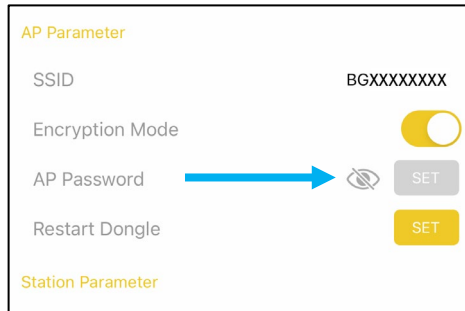 AP Parameter
SSID BGXXXXXXXX
Encryption Mode
AP Password SET
Restart Dongle SET
Station Parameter